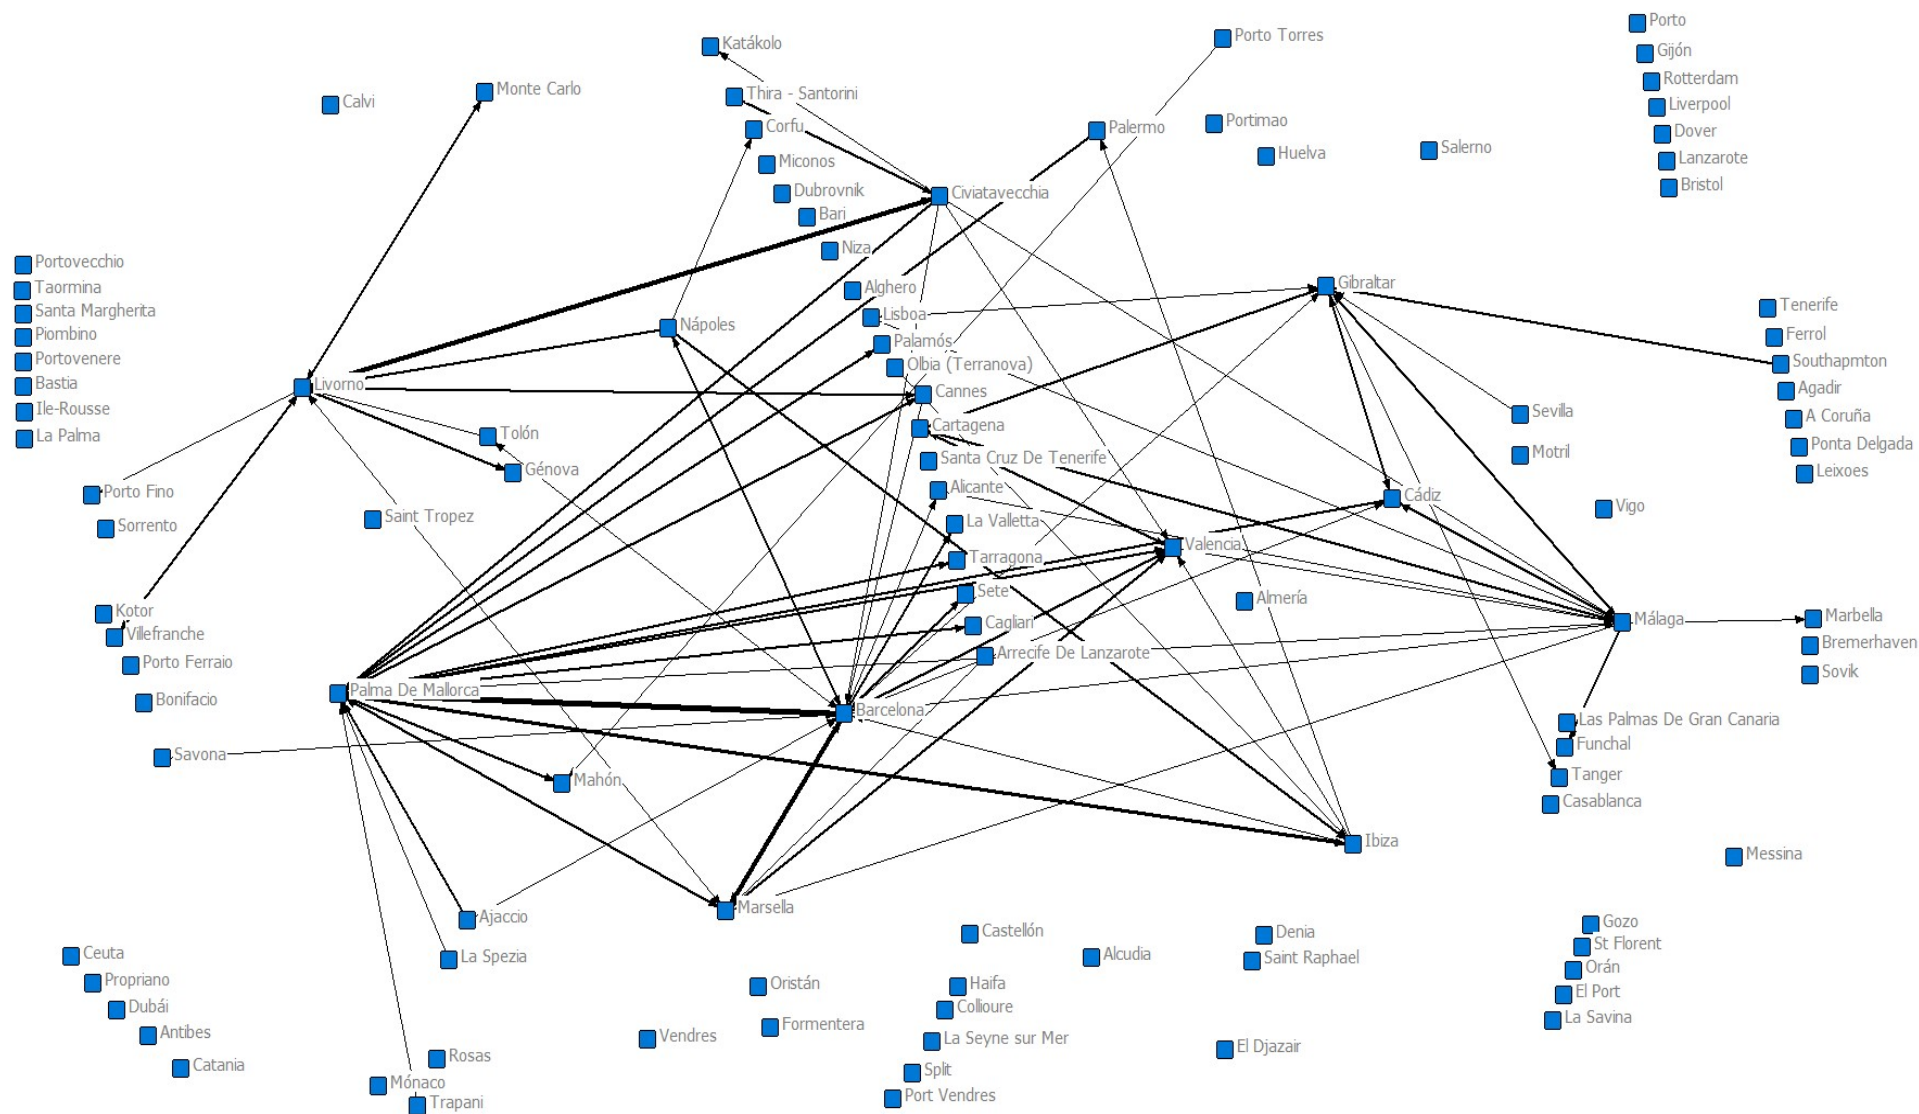 Porto
Katákolo
Porto Torres
Gijón
Rotterdam
Monte Carlo
Thira - Santorini
Calvi
Liverpool
Corfu
Palermo
Portimao
Dover
Huelva
Salerno
Miconos
Lanzarote
Dubrovnik
Bristol
Civiatavecchia
Bari
Niza
Portovecchio
Taormina
Alghero
Gibraltar
Santa Margherita
Lisboa
Tenerife
Piombino
Nápoles
Ferrol
Palamós
Portovenere
Olbia (Terranova)
Southapmton
Bastia
Livorno
Cannes
Agadir
Ile-Rousse
Sevilla
A Coruña
La Palma
Tolón
Cartagena
Ponta Delgada
Motril
Santa Cruz De Tenerife
Génova
Leixoes
Porto Fino
Alicante
Cádiz
Vigo
Saint Tropez
Sorrento
La Valletta
Valencia
Tarragona
Sete
Almería
Kotor
Málaga
Marbella
Villefranche
Cagliari
Bremerhaven
Porto Ferraio
Arrecife De Lanzarote
Sovik
Palma De Mallorca
Bonifacio
Barcelona
Las Palmas De Gran Canaria
Funchal
Savona
Mahón
Tanger
Casablanca
Ibiza
Messina
Marsella
Ajaccio
Gozo
Castellón
Denia
St Florent
Ceuta
La Spezia
Alcudia
Saint Raphael
Orán
Propriano
Oristán
Haifa
El Port
Dubái
Collioure
La Savina
Formentera
Antibes
Vendres
La Seyne sur Mer
El Djazair
Rosas
Catania
Split
Mónaco
Port Vendres
Trapani